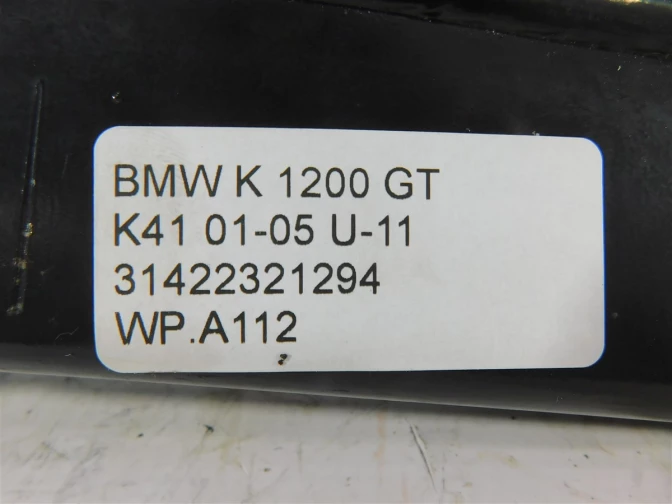 BMW K 1200 GT
K41 01-05 U-11
31422321294
WP.A112